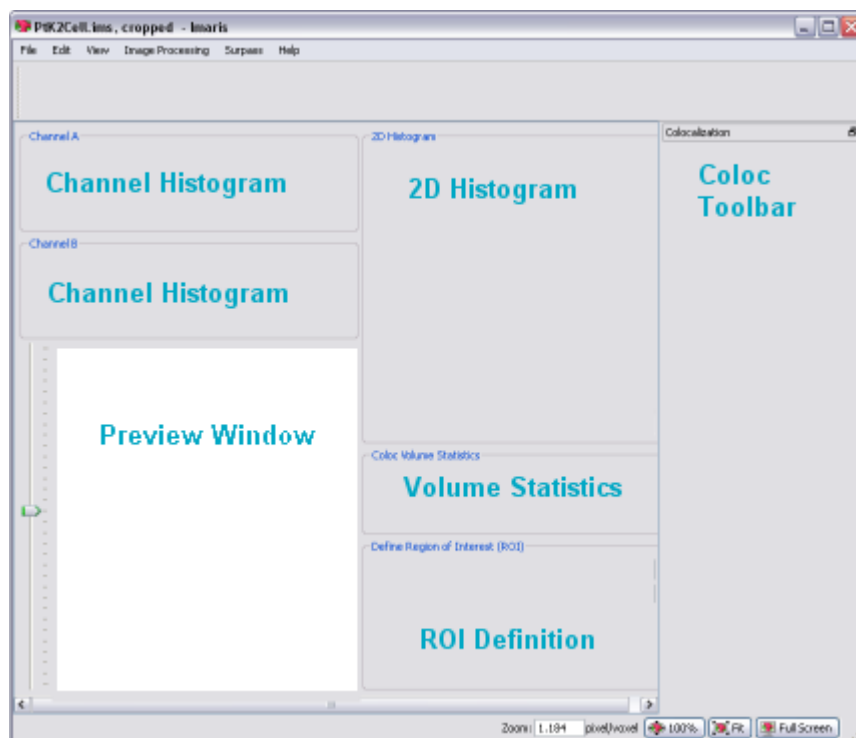 PtK2Cell.ims, cropped - Imaris
File Edit View Image Processing Surpass Help
Channel A
Channel Histogram
Channel B
Channel Histogram
Preview Window
2D Histogram
2D Histogram
Coloc Volume Statistics
Volume Statistics
Define Region of Interest (ROI)
ROI Definition
Colocalization
Coloc
Toolbar
Zoom: 1.184 pixel/voxel 100% Fit Full Screen